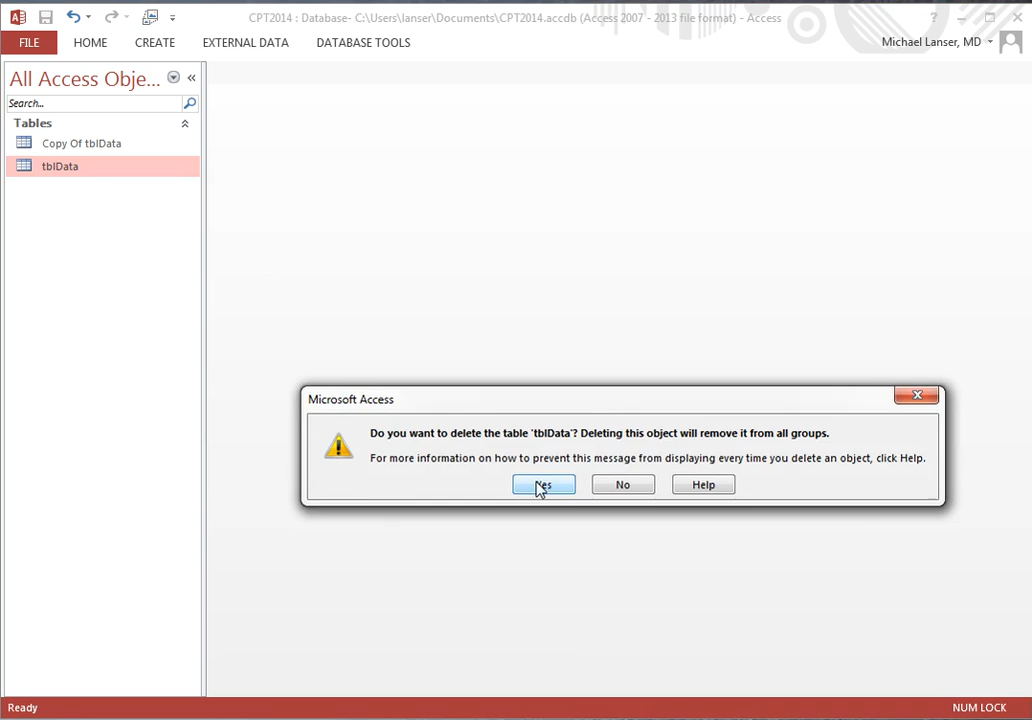 CPT2014 : Database- C:\Users\lanser\Documents\CPT2014.accdb (Access 2007 - 2013 file format) - Access
FILE HOME CREATE EXTERNAL DATA DATABASE TOOLS Michael Lanser, MD
All Access Obje...
Search...
Tables
Copy Of tblData
tblData
Microsoft Access
Do you want to delete the table 'tblData'? Deleting this object will remove it from all groups.
For more information on how to prevent this message from displaying every time you delete an object, click Help.
Yes No Help
Ready NUM LOCK